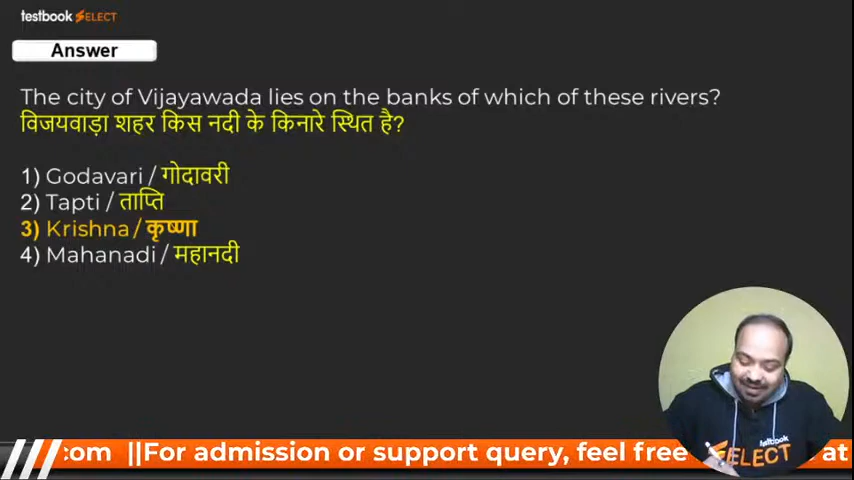 testbook SELECT
Answer
The city of Vijayawada lies on the banks of which of these rivers?
विजयवाड़ा शहर किस नदी के किनारे स्थित है?
1) Godavari / गोदावरी
2) Tapti / ताप्ति
3) Krishna / कृष्णा
4) Mahanadi / महानदी
testbook
SELECT
com ||For admission or support query, feel free at